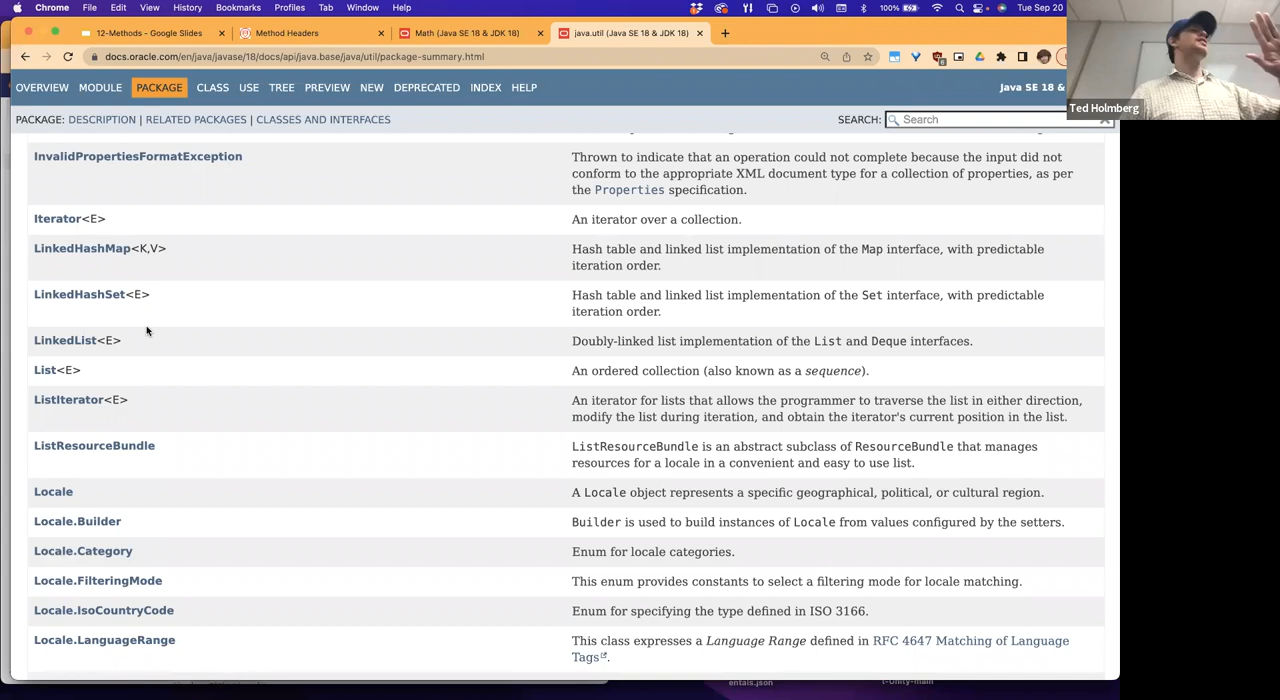 Chrome File Edit View History Bookmarks Profiles Tab Window Help 100% Tue Sep 20
12-Methods - Google Slides × Method Headers × Math (Java SE 18 & JDK 18) × java.util (Java SE 18 & JDK 18) × +
docs.oracle.com/en/java/javase/18/docs/api/java.base/java/util/package-summary.html
OVERVIEW MODULE PACKAGE CLASS USE TREE PREVIEW NEW DEPRECATED INDEX HELP Java SE 18 &
Ted Holmberg
PACKAGE: DESCRIPTION | RELATED PACKAGES | CLASSES AND INTERFACES SEARCH: Search
InvalidPropertiesFormatException Thrown to indicate that an operation could not complete because the input did not
conform to the appropriate XML document type for a collection of properties, as per
the Properties specification.
Iterator<E> An iterator over a collection.
LinkedHashMap<K,V> Hash table and linked list implementation of the Map interface, with predictable
iteration order.
LinkedHashSet<E> Hash table and linked list implementation of the Set interface, with predictable
iteration order.
LinkedList<E> Doubly-linked list implementation of the List and Deque interfaces.
List<E> An ordered collection (also known as a sequence).
ListIterator<E> An iterator for lists that allows the programmer to traverse the list in either direction,
modify the list during iteration, and obtain the iterator's current position in the list.
ListResourceBundle ListResourceBundle is an abstract subclass of ResourceBundle that manages
resources for a locale in a convenient and easy to use list.
Locale A Locale object represents a specific geographical, political, or cultural region.
Locale.Builder Builder is used to build instances of Locale from values configured by the setters.
Locale.Category Enum for locale categories.
Locale.FilteringMode This enum provides constants to select a filtering mode for locale matching.
Locale.IsoCountryCode Enum for specifying the type defined in ISO 3166.
Locale.LanguageRange This class expresses a Language Range defined in RFC 4647 Matching of Language
Tags.
entals.json t-Unity-main